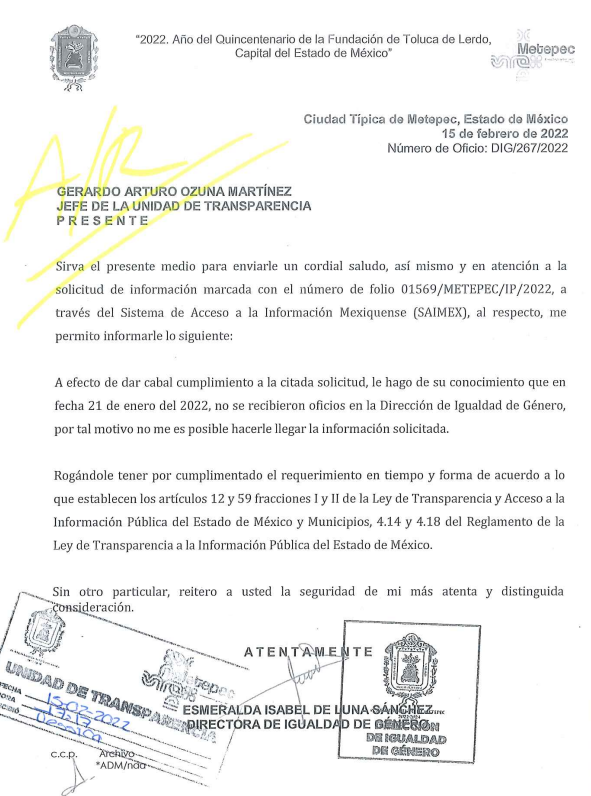 "2022. Año del Quincentenario de la Fundación de Toluca de Lerdo,
Capital del Estado de México"
Metepec
Ciudad Típica de Metepec, Estado de México
15 de febrero de 2022
Número de Oficio: DIG/267/2022
A/R
GERARDO ARTURO OZUNA MARTÍNEZ
JEFE DE LA UNIDAD DE TRANSPARENCIA
P R E S E N T E
Sirva el presente medio para enviarle un cordial saludo, así mismo y en atención a la
solicitud de información marcada con el número de folio 01569/METEPEC/IP/2022, a
través del Sistema de Acceso a la Información Mexiquense (SAIMEX), al respecto, me
permito informarle lo siguiente:
A efecto de dar cabal cumplimiento a la citada solicitud, le hago de su conocimiento que en
fecha 21 de enero del 2022, no se recibieron oficios en la Dirección de Igualdad de Género,
por tal motivo no me es posible hacerle llegar la información solicitada.
Rogándole tener por cumplimentado el requerimiento en tiempo y forma de acuerdo a lo
que establecen los artículos 12 y 59 fracciones I y II de la Ley de Transparencia y Acceso a la
Información Pública del Estado de México y Municipios, 4.14 y 4.18 del Reglamento de la
Ley de Transparencia a la Información Pública del Estado de México.
Sin otro particular, reitero a usted la seguridad de mi más atenta y distinguida
consideración.
A T E N T A M E N T E
Metepec
UNIDAD DE TRANSPARENCIA
FECHA 15-02-2022
HORA
ESMERALDA ISABEL DE LUNA SÁNCHEZ
DIRECTORA DE IGUALDAD DE GÉNERO
DIRECCIÓN
DE IGUALDAD
DE GÉNERO
c.c.p. Archivo
*ADM/nda